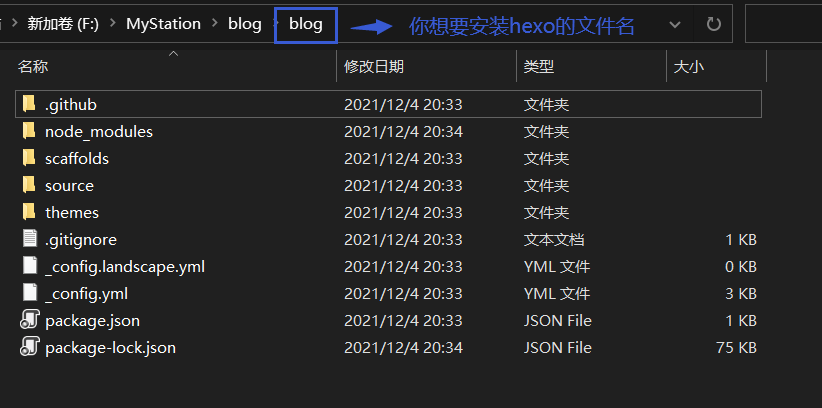 新加卷 (F:) > MyStation > blog > blog 你想要安装hexo的文件名
名称 修改日期 类型 大小
.github 2021/12/4 20:33 文件夹
node_modules 2021/12/4 20:34 文件夹
scaffolds 2021/12/4 20:33 文件夹
source 2021/12/4 20:33 文件夹
themes 2021/12/4 20:33 文件夹
.gitignore 2021/12/4 20:33 文本文档 1 KB
_config.landscape.yml 2021/12/4 20:33 YML 文件 0 KB
_config.yml 2021/12/4 20:33 YML 文件 3 KB
package.json 2021/12/4 20:33 JSON File 1 KB
package-lock.json 2021/12/4 20:34 JSON File 75 KB